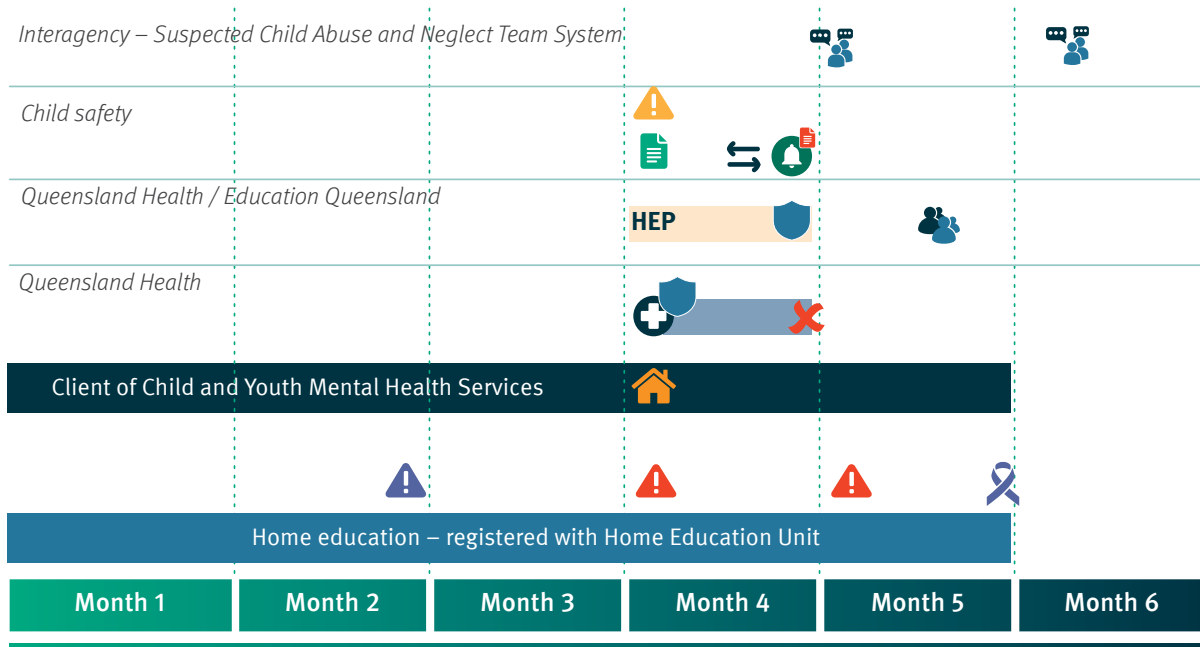 Interagency – Suspected Child Abuse and Neglect Team System
Child safety
Queensland Health / Education Queensland
HEP
Queensland Health
Client of Child and Youth Mental Health Services
Home education – registered with Home Education Unit
Month 1 Month 2 Month 3 Month 4 Month 5 Month 6